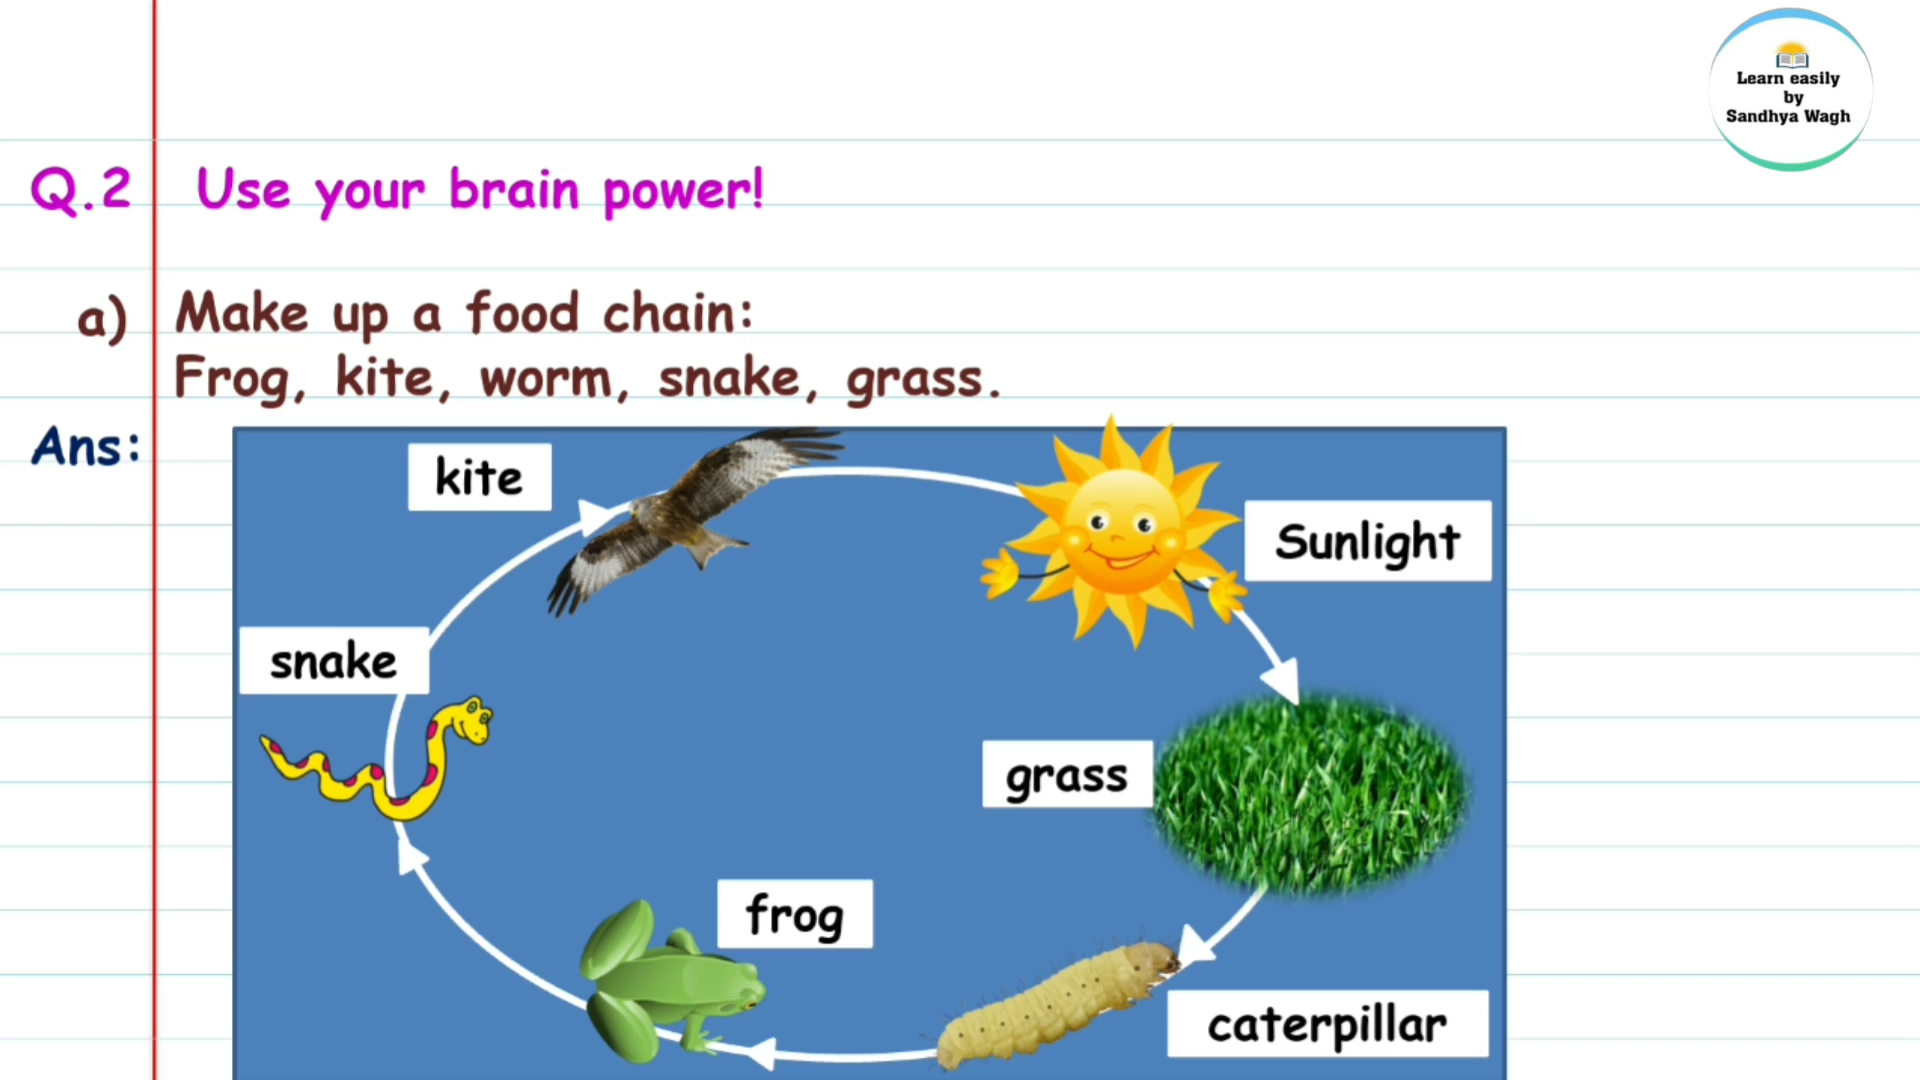 Learn easily
by
Sandhya Wagh
Q.2 Use your brain power!
a) Make up a food chain:
Frog, kite, worm, snake, grass.
Ans:
kite
Sunlight
snake
grass
frog
caterpillar